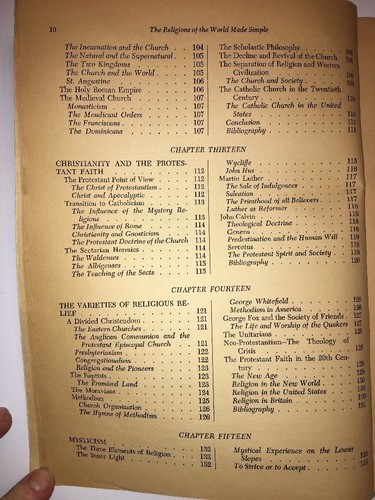 10
The Religions of the World Made Simple
The Incarnation and the Church . . 104
The Natural and the Supernatural . 105
The Two Kingdoms . . . . 103
The Church and the World . . . 105
St. Augustine . . . . 106
The Holy Roman Empire . . . . 106
The Medieval Church . . . . 107
Monasticism . . . . 107
The Mendicant Orders . . . . 107
The Franciscans . . . . 107
The Dominicans . . . . 107
The Scholastic Philosophy . . . .
The Decline and Revival of the Church
The Separation of Religion and Western
Civilization . . . .
The Church and Society . . . .
The Catholic Church in the Twentieth
Century . . . .
The Catholic Church in the United
States . . . . 110
Conclusion . . . . 111
Bibliography . . . . 111
CHAPTER THIRTEEN
CHRISTIANITY AND THE PROTES-
TANT FAITH . . . . 112
The Protestant Point of View . . . 112
The Christ of Protestantism . . . 112
Christ and Apocalyptic . . . . 112
Transition to Catholicism . . . . 113
The Influence of the Mystery Re-
ligions . . . . 113
The Influence of Rome . . . . 114
Christianity and Gnosticism . . . 114
The Protestant Doctrine of the Church 114
The Sectarian Heresies . . . . 114
The Waldenses . . . . 114
The Albigenses . . . . 115
The Teaching of the Sects . . . . 115
Wycliffe . . . . 115
John Hus . . . . 116
Martin Luther . . . . 117
The Sale of Indulgences . . . . 117
Salvation . . . . 117
The Priesthood of all Believers . . 117
Luther as Reformer . . . . 118
John Calvin . . . . 118
Theological Doctrine . . . . 118
Geneva . . . . 118
Predestination and the Human Will . 119
Servetus . . . . 119
The Protestant Spirit and Society . . 119
Bibliography . . . . 120
CHAPTER FOURTEEN
THE VARIETIES OF RELIGIOUS BE-
LIEF . . . . 121
A Divided Christendom . . . . 121
The Eastern Churches . . . . 121
The Anglican Communion and the
Protestant Episcopal Church . . 121
Presbyterianism . . . . 122
Congregationalism . . . . 122
Religion and the Pioneers . . . . 123
The Baptists . . . . 123
The Promised Land . . . . 123
The Moravians . . . . 124
Methodism . . . . 125
Church Organization . . . . 126
The Hymns of Methodism . . . . 126
George Whitefield . . . .
Methodism in America . . . . 126
George Fox and the Society of Friends . 127
The Life and Worship of the Quakers 127
The Unitarians . . . .
Neo-Protestantism—The Theology of
Crisis . . . .
The Protestant Faith in the 20th Cen-
tury . . . .
The New Age . . . .
Religion in the New World . . . .
Religion in the United States . . . .
Religion in Britain . . . .
Bibliography . . . .
CHAPTER FIFTEEN
MYSTICISM . . . . 132
The Three Elements of Religion . . 132
The Inner Light . . . . 132
Mystical Experience on the Lower
Slopes . . . .
To Strive or to Accept . . . .